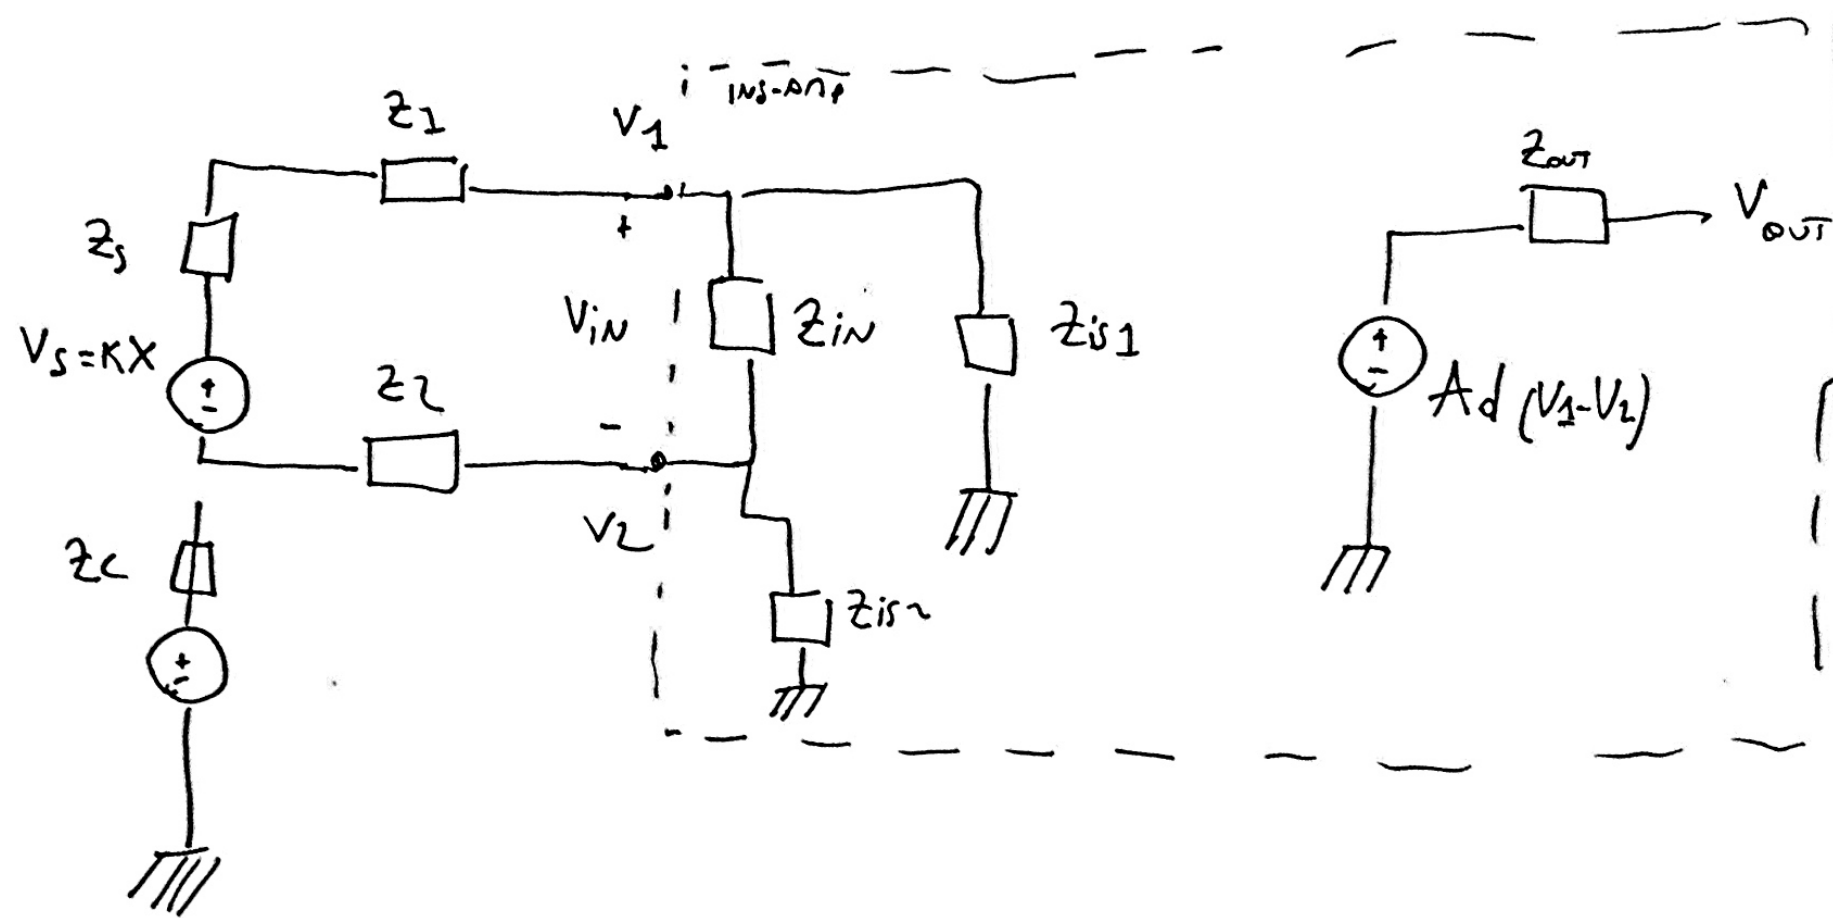 INS-AMP
Z1
V1
ZOUT
VOUT
Zs
+
VIN
ZIN
Zis1
Vs=KX
+
-
Z2
-
+
-
Ad (V1-V2)
V2
Zc
Zis2
+
-